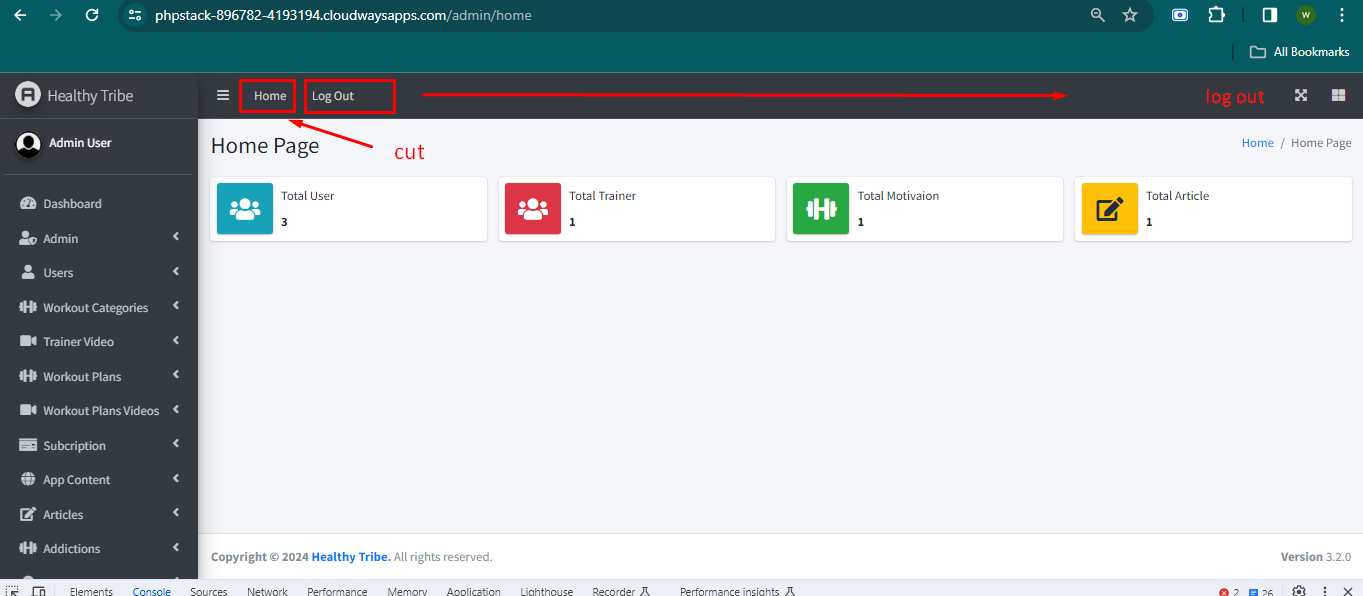 phpstack-896782-4193194.cloudwaysapps.com/admin/home
W
All Bookmarks
Healthy Tribe
Home
Log Out
log out
Admin User
cut
Home Page
Home / Home Page
Total User
3
Total Trainer
1
Total Motivaion
1
Total Article
1
Dashboard
Admin
Users
Workout Categories
Trainer Video
Workout Plans
Workout Plans Videos
Subcription
App Content
Articles
Addictions
Copyright © 2024 Healthy Tribe. All rights reserved.
Version 3.2.0
Elements Console Sources Network Performance Memory Application Lighthouse Recorder Performance insights 2 26